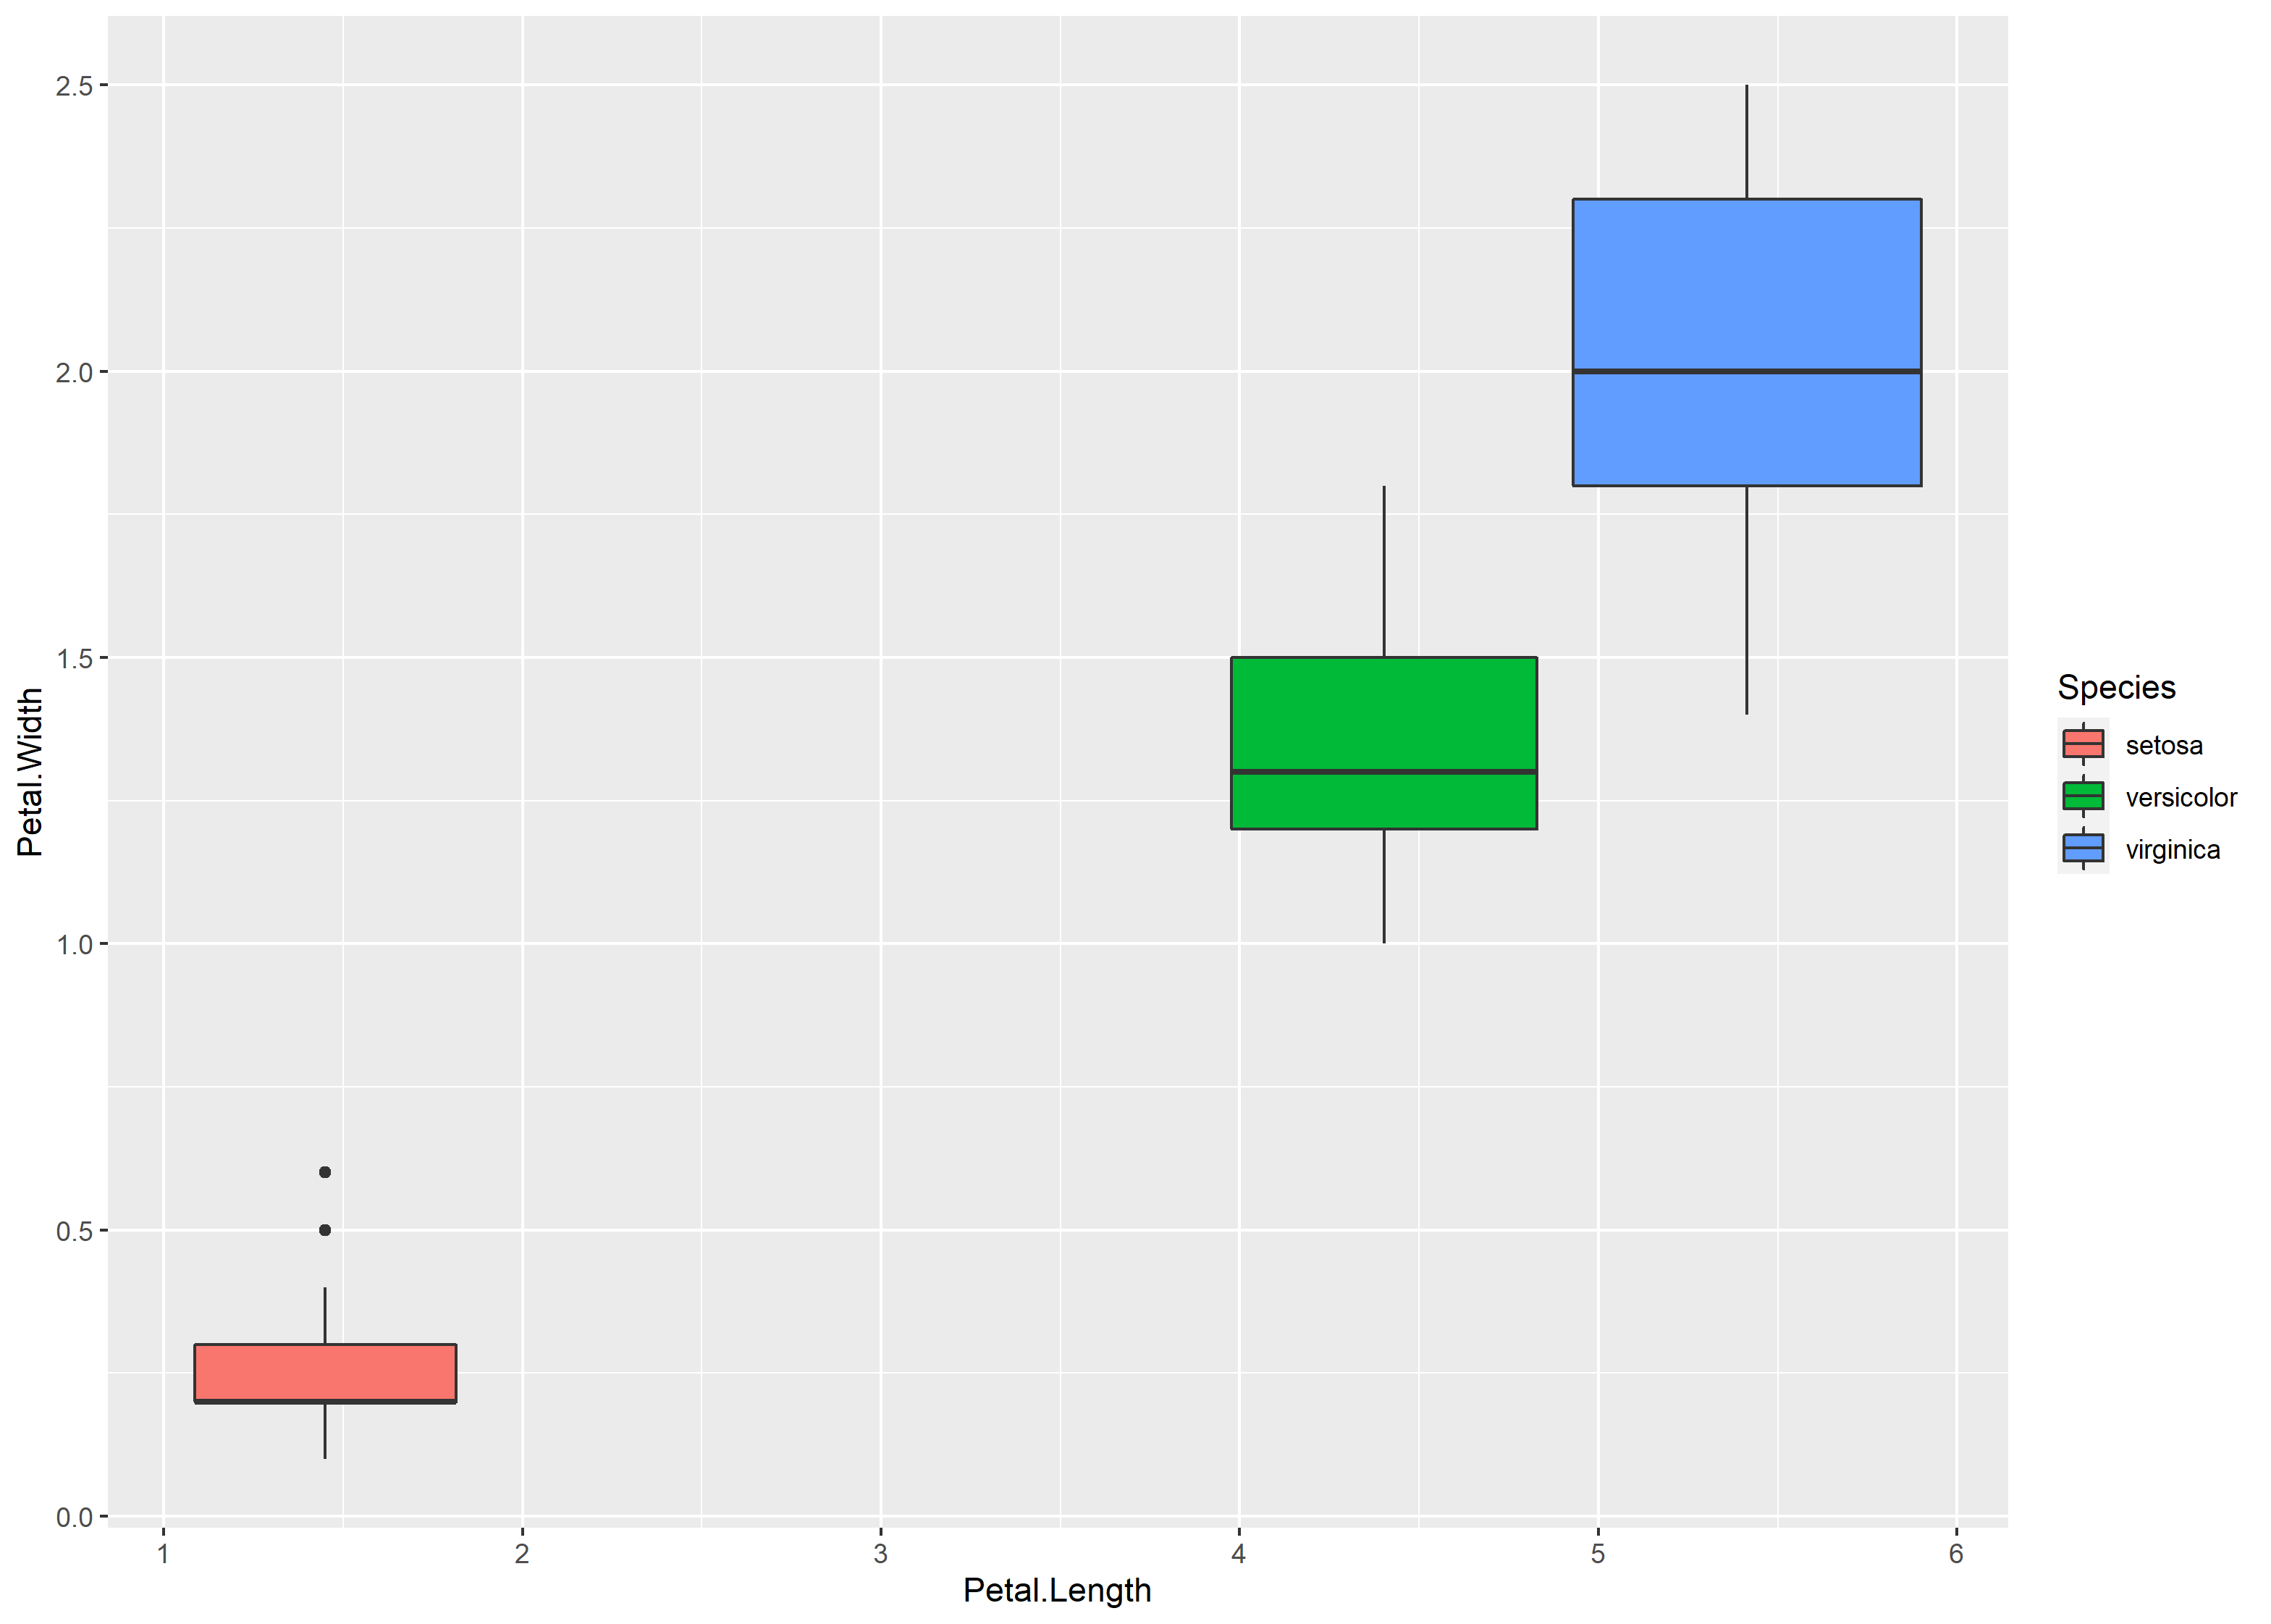 2.5
2.0
1.5
1.0
0.5
0.0
Petal.Width
1 2 3 4 5 6
Petal.Length
Species
setosa
versicolor
virginica